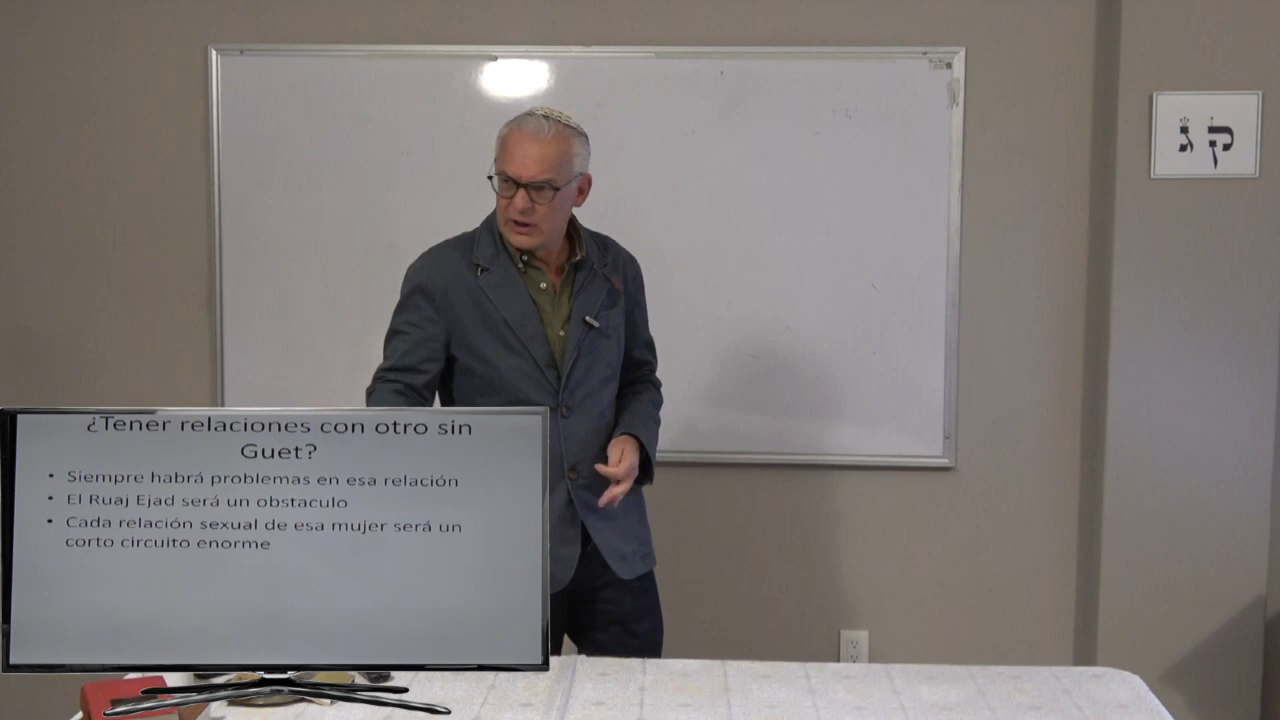 ¿Tener relaciones con otro sin
Guet?
• Siempre habrá problemas en esa relación
• El Ruaj Ejad será un obstaculo
• Cada relación sexual de esa mujer será un
corto circuito enorme
ק ג